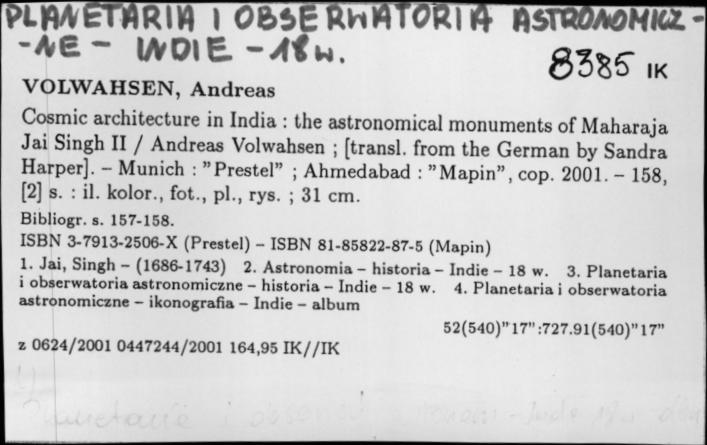 PLANETARIA I OBSERWATORIA ASTRONOMICZ-
-NE - INDIE - 18 w.
8385 IK
VOLWAHSEN, Andreas
Cosmic architecture in India : the astronomical monuments of Maharaja
Jai Singh II / Andreas Volwahsen ; [transl. from the German by Sandra
Harper]. – Munich : "Prestel" ; Ahmedabad : "Mapin", cop. 2001. – 158,
[2] s. : il. kolor., fot., pl., rys. ; 31 cm.
Bibliogr. s. 157-158.
ISBN 3-7913-2506-X (Prestel) – ISBN 81-85822-87-5 (Mapin)
1. Jai, Singh – (1686-1743) 2. Astronomia – historia – Indie – 18 w. 3. Planetaria
i obserwatoria astronomiczne – historia – Indie – 18 w. 4. Planetaria i obserwatoria
astronomiczne – ikonografia – Indie – album
52(540)"17":727.91(540)"17"
z 0624/2001 0447244/2001 164,95 IK//IK